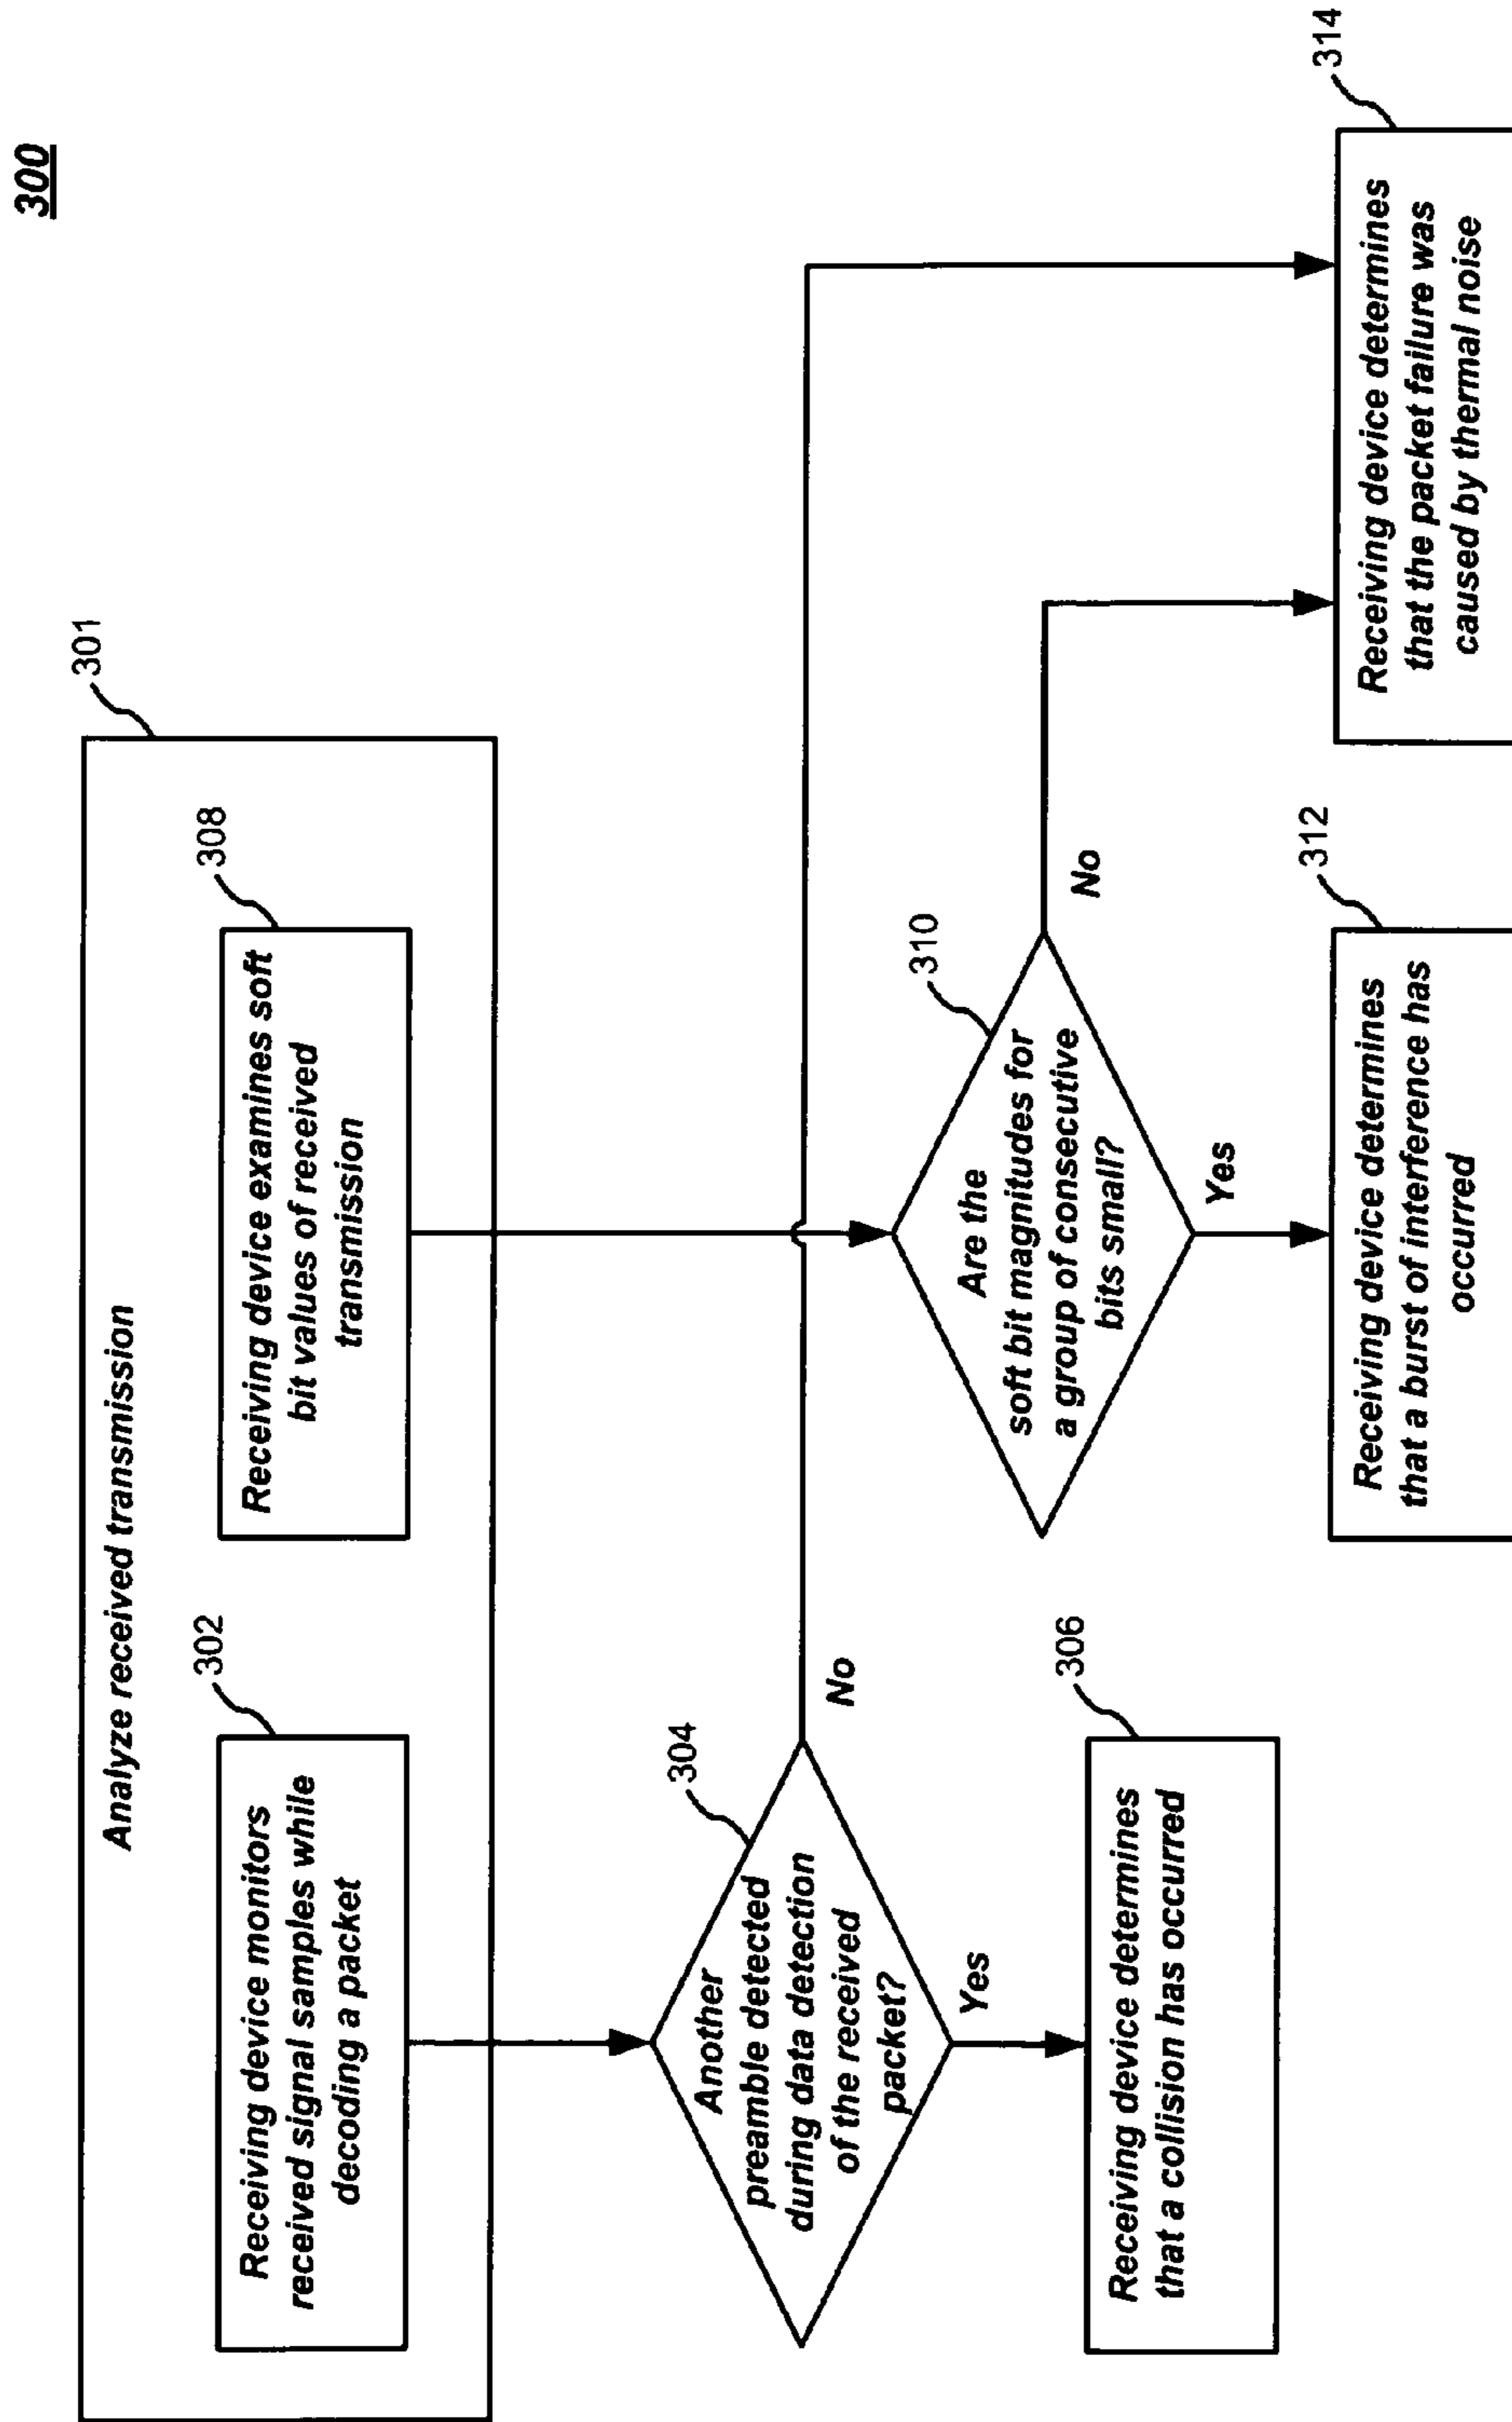 300
301
Analyze received transmission
302
Receiving device monitors
received signal samples while
decoding a packet
308
Receiving device examines soft
bit values of received
transmission
304
Another
preamble detected
during data detection
of the received
packet?
No
Yes
310
Are the
soft bit magnitudes for
a group of consecutive
bits small?
No
Yes
306
Receiving device determines
that a collision has occurred
312
Receiving device determines
that a burst of interference has
occurred
314
Receiving device determines
that the packet failure was
caused by thermal noise